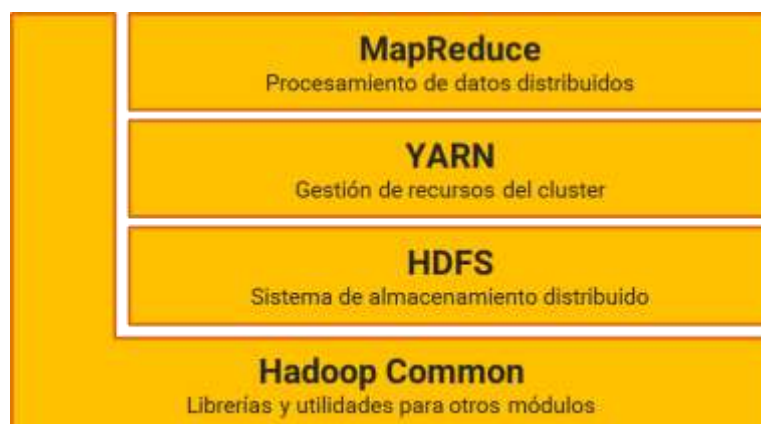 MapReduce
Procesamiento de datos distribuidos
YARN
Gestión de recursos del cluster
HDFS
Sistema de almacenamiento distribuido
Hadoop Common
Librerías y utilidades para otros módulos